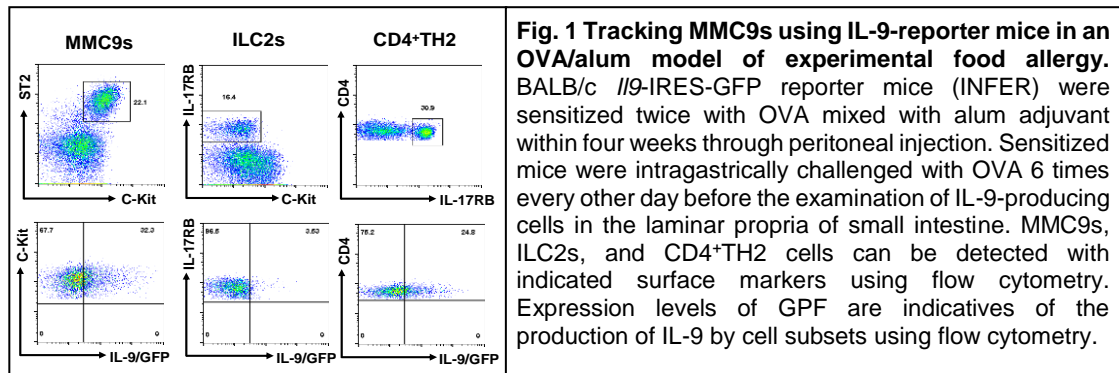 MMC9s
ILC2s
CD4+TH2
ST2
22.1
C-Kit
IL-17RB
16.4
C-Kit
CD4
30.9
IL-17RB
C-Kit
67.7
32.3
0
0
IL-9/GFP
IL-17RB
96.5
3.53
0
0
IL-9/GFP
CD4
75.2
24.8
0
0
IL-9/GFP
Fig. 1 Tracking MMC9s using IL-9-reporter mice in an
OVA/alum model of experimental food allergy.
BALB/c Il9-IRES-GFP reporter mice (INFER) were
sensitized twice with OVA mixed with alum adjuvant
within four weeks through peritoneal injection. Sensitized
mice were intragastrically challenged with OVA 6 times
every other day before the examination of IL-9-producing
cells in the laminar propria of small intestine. MMC9s,
ILC2s, and CD4+TH2 cells can be detected with
indicated surface markers using flow cytometry.
Expression levels of GPF are indicatives of the
production of IL-9 by cell subsets using flow cytometry.